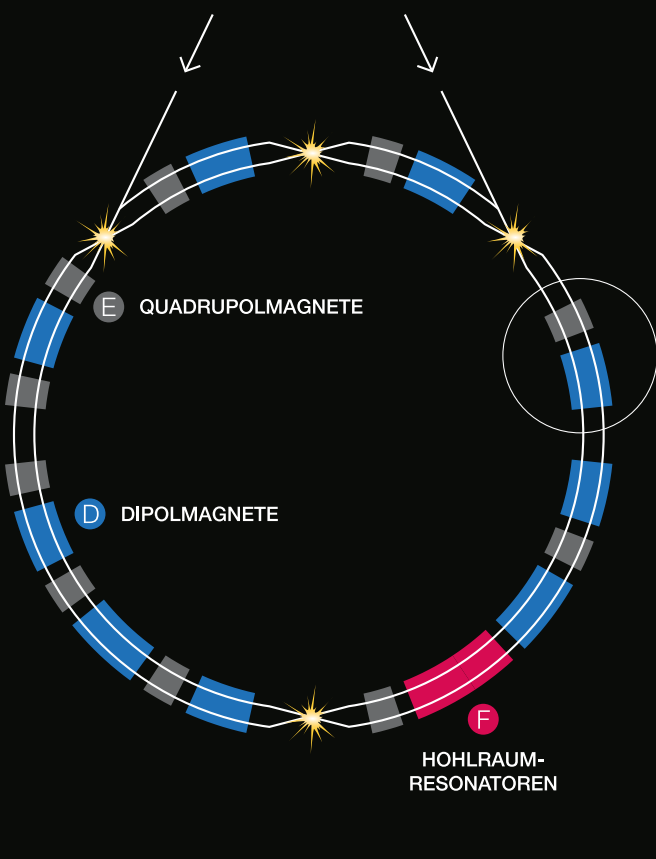 E QUADRUPOLMAGNETE
D DIPOLMAGNETE
F
HOHLRAUM-
RESONATOREN